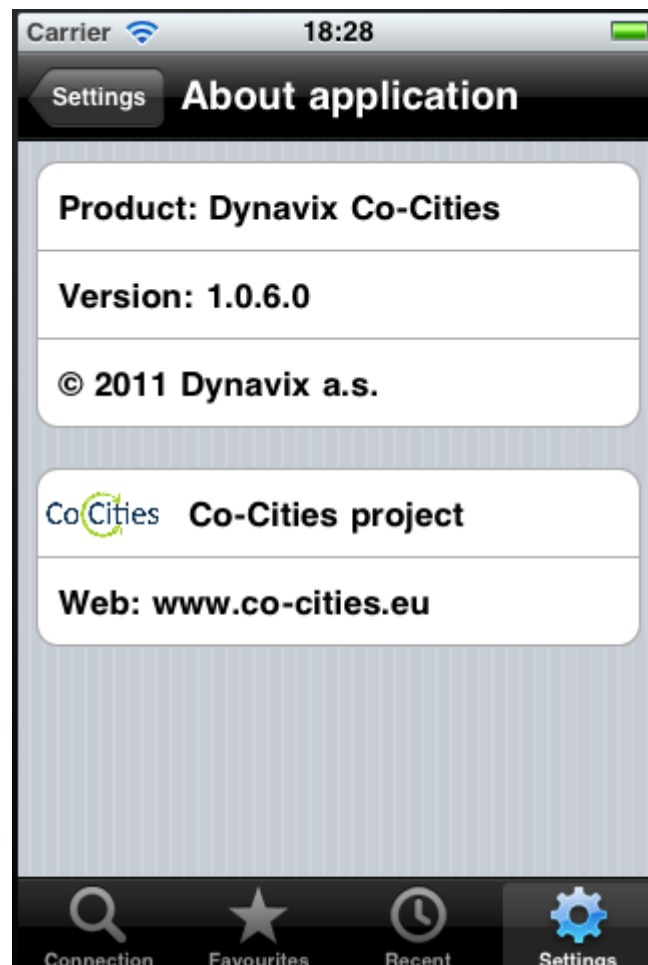 Carrier 18:28
Settings About application
Product: Dynavix Co-Cities
Version: 1.0.6.0
© 2011 Dynavix a.s.
CoCities Co-Cities project
Web: www.co-cities.eu
Connection Favourites Recent Settings